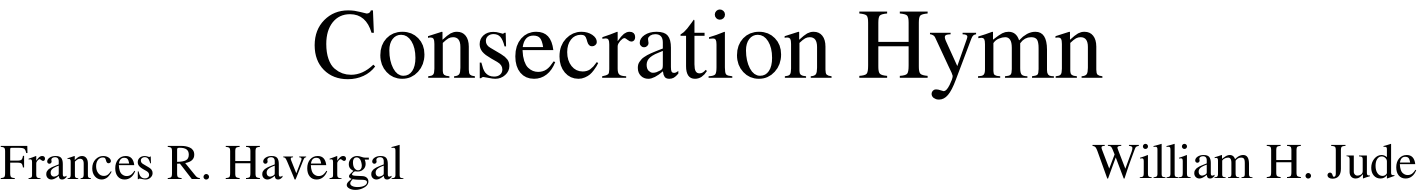 Consecration Hymn
Frances R. Havergal William H. Jude